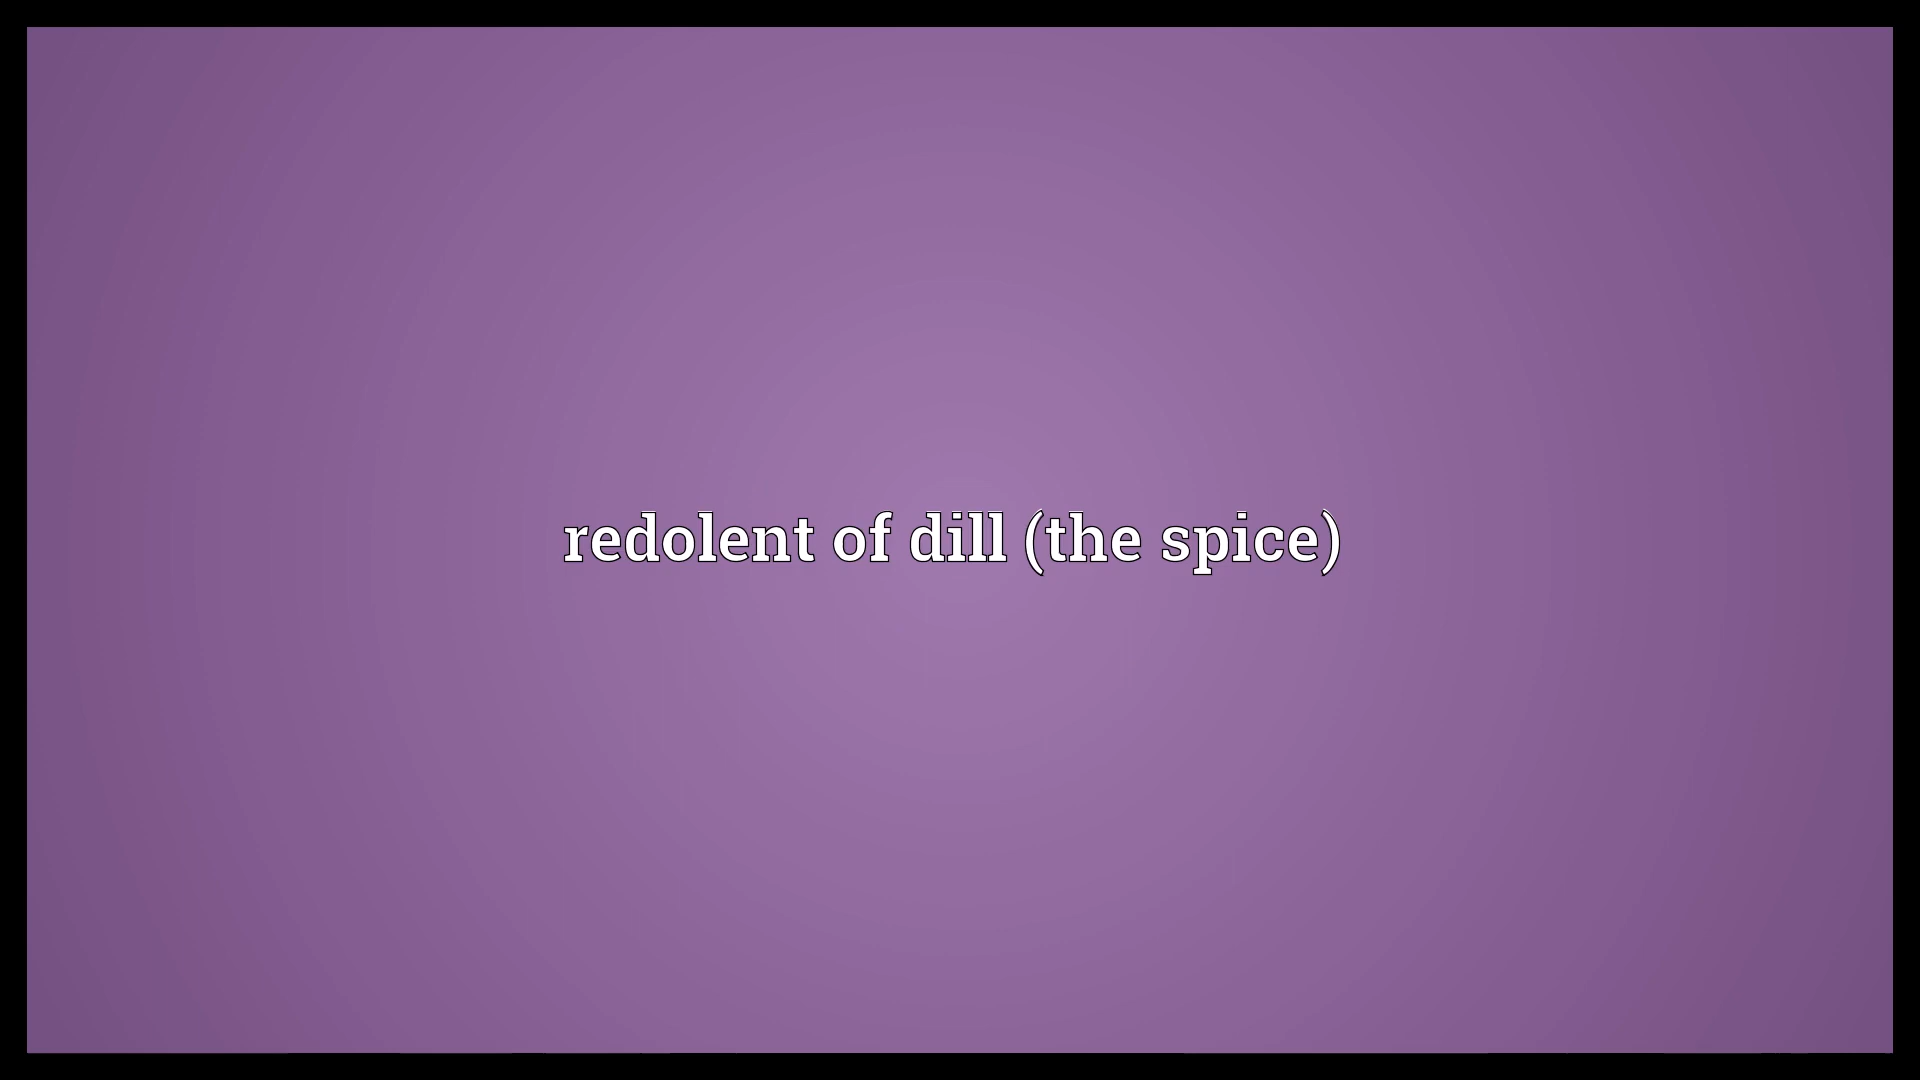 redolent of dill (the spice)